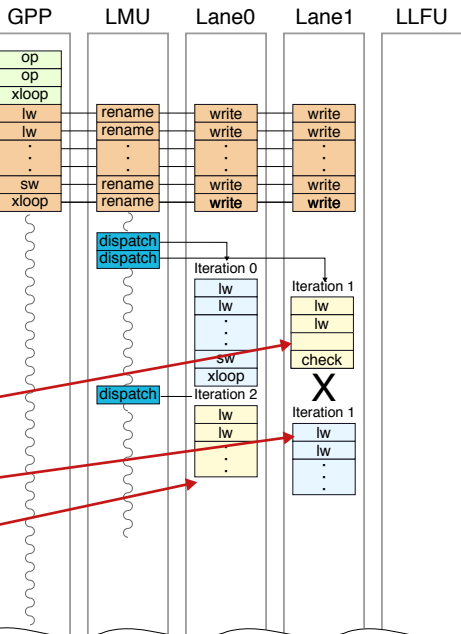 GPP LMU Lane0 Lane1 LLFU
op
op
xloop
lw rename write write
lw rename write write
. . . .
. . . .
. . . .
sw rename write write
xloop rename write write
dispatch
dispatch
Iteration 0
lw
lw
.
.
.
sw
xloop
Iteration 1
lw
lw
check
X
dispatch
Iteration 2
lw
lw
.
.
.
Iteration 1
lw
lw
.
.
.